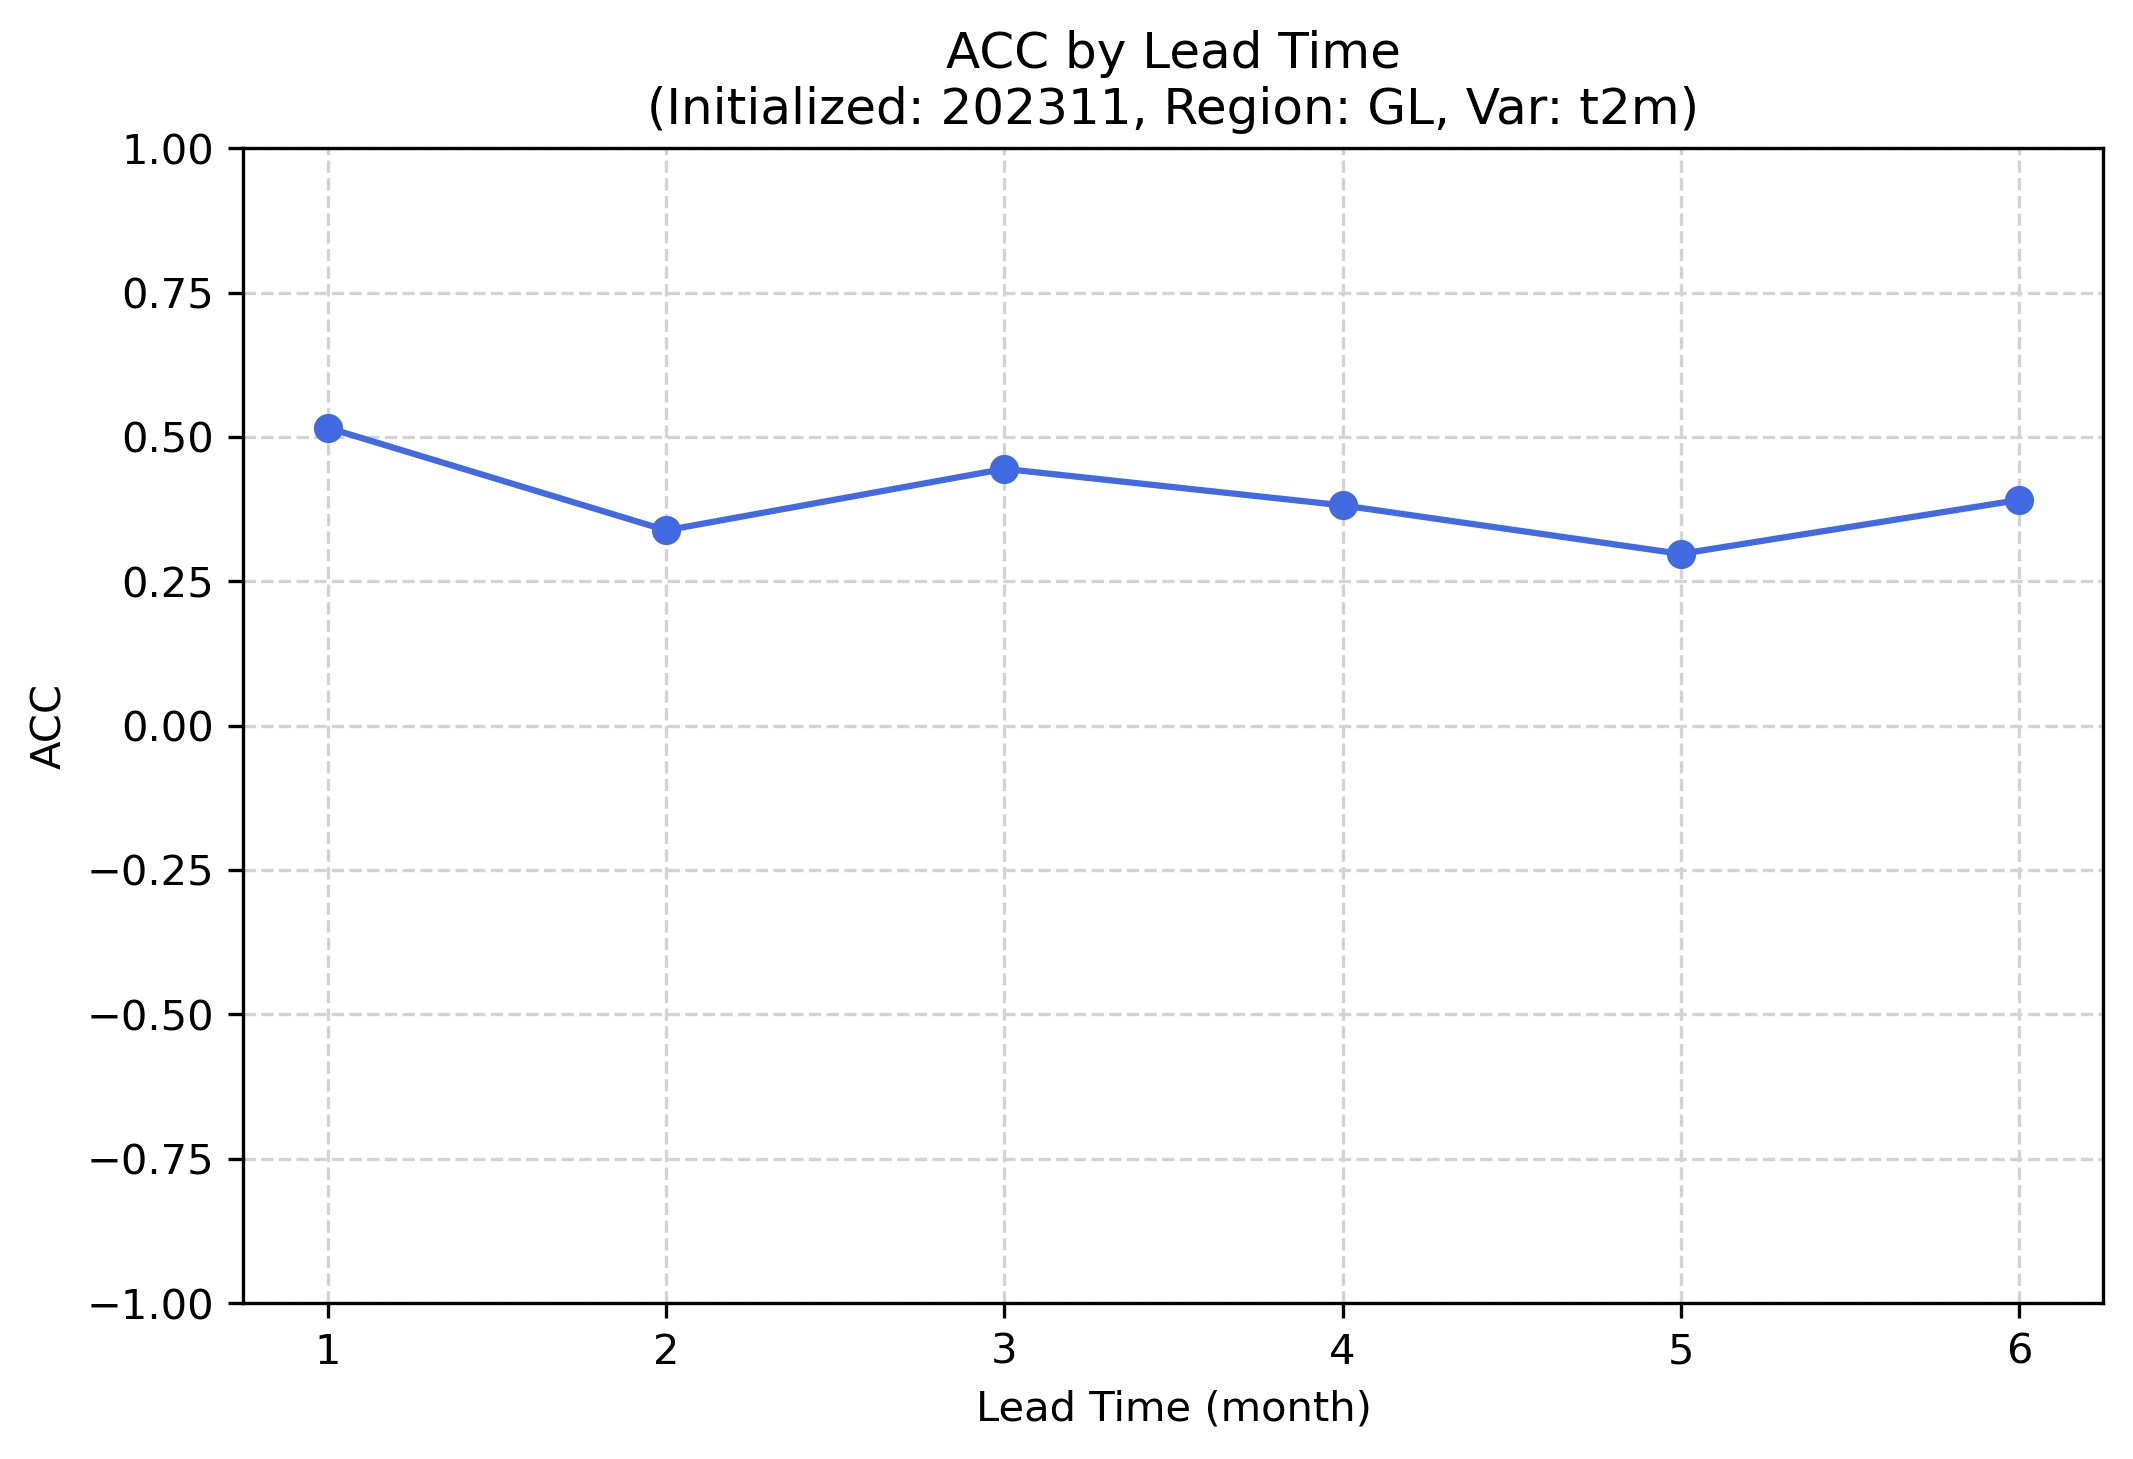 ACC by Lead Time
(Initialized: 202311, Region: GL, Var: t2m)
1.00
0.75
0.50
0.25
0.00
−0.25
−0.50
−0.75
−1.00
ACC
1 2 3 4 5 6
Lead Time (month)